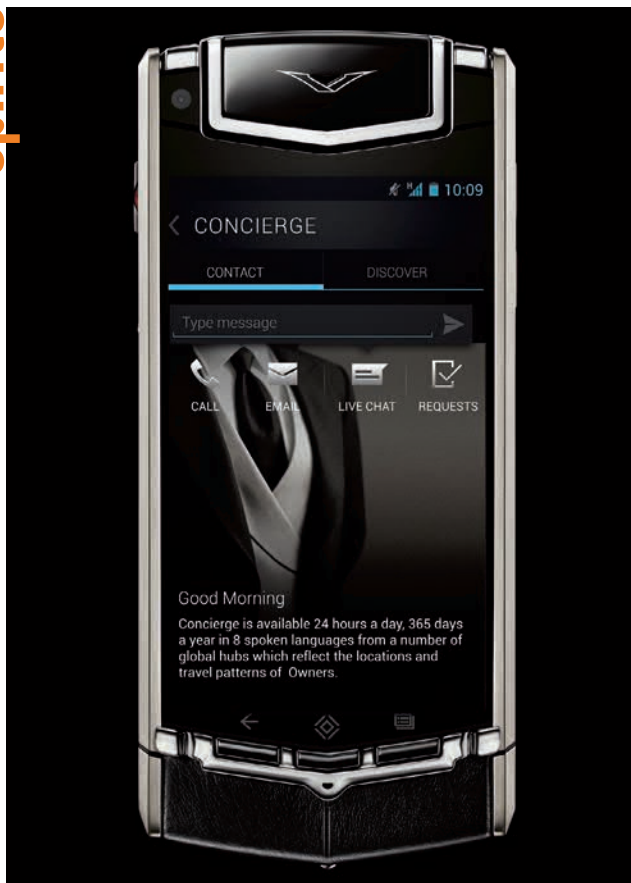 10:09
CONCIERGE
CONTACT DISCOVER
Type message
CALL EMAIL LIVE CHAT REQUESTS
Good Morning
Concierge is available 24 hours a day, 365 days
a year in 8 spoken languages from a number of
global hubs which reflect the locations and
travel patterns of Owners.